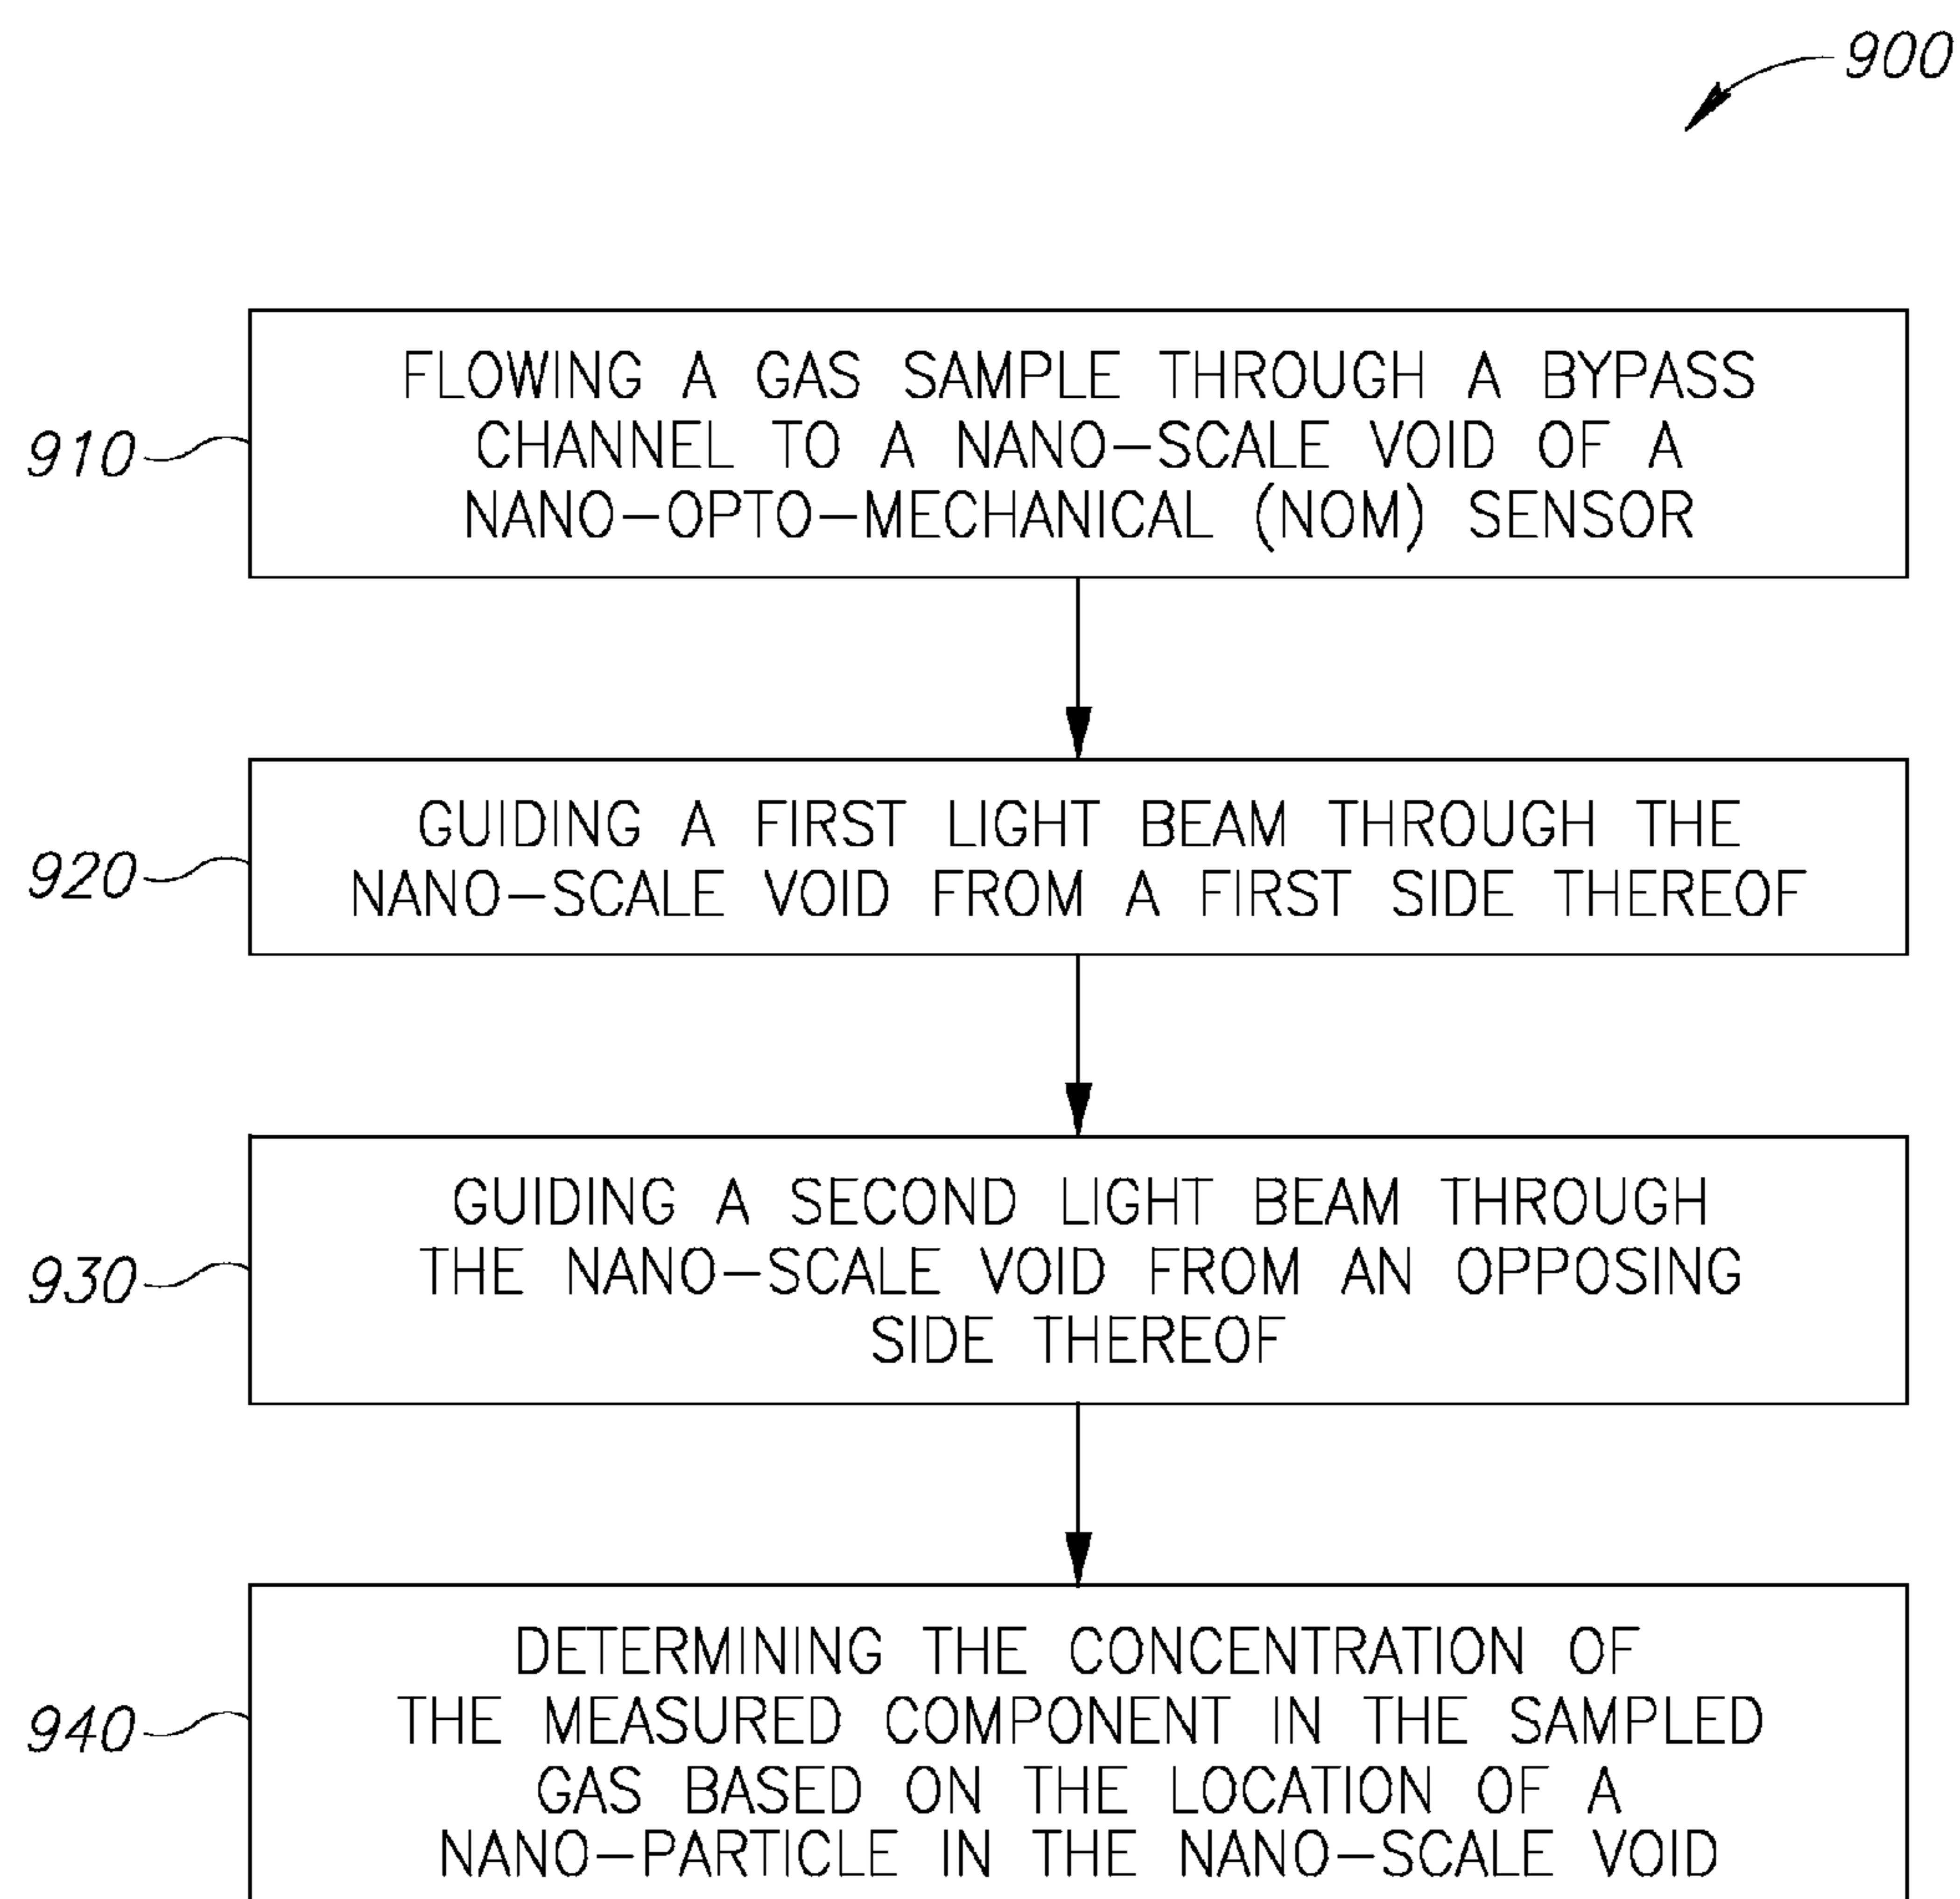 900
FLOWING A GAS SAMPLE THROUGH A BYPASS
CHANNEL TO A NANO-SCALE VOID OF A
NANO-OPTO-MECHANICAL (NOM) SENSOR
910
GUIDING A FIRST LIGHT BEAM THROUGH THE
NANO-SCALE VOID FROM A FIRST SIDE THEREOF
920
GUIDING A SECOND LIGHT BEAM THROUGH
THE NANO-SCALE VOID FROM AN OPPOSING
SIDE THEREOF
930
DETERMINING THE CONCENTRATION OF
THE MEASURED COMPONENT IN THE SAMPLED
GAS BASED ON THE LOCATION OF A
NANO-PARTICLE IN THE NANO-SCALE VOID
940